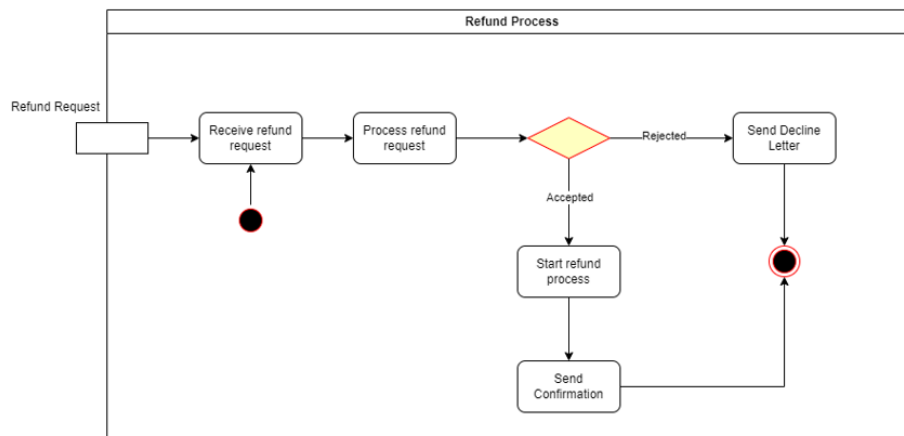 Refund Process
Refund Request
Receive refund
request
Process refund
request
Rejected
Send Decline
Letter
Accepted
Start refund
process
Send
Confirmation